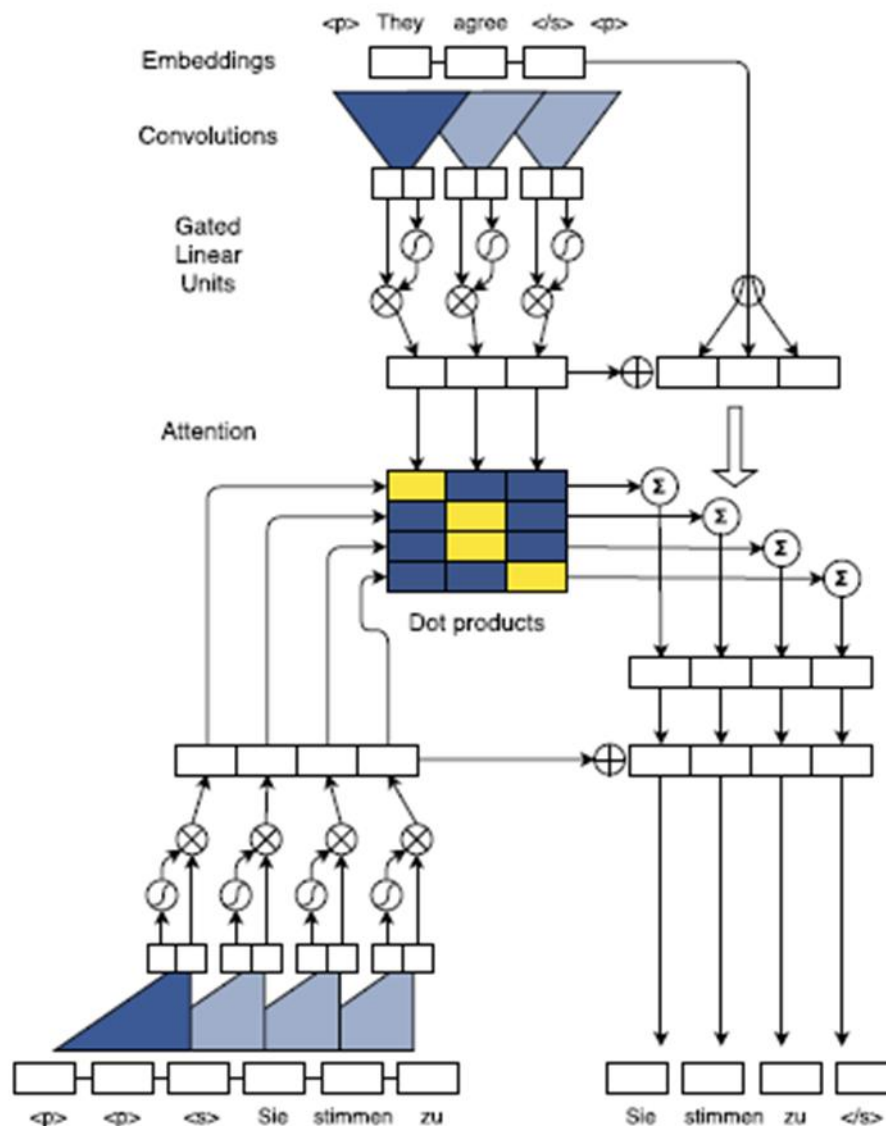 <p> They agree </s> <p>
Embeddings
Convolutions
Gated
Linear
Units
Attention
Σ
Σ
Σ
Σ
Dot products
<p> <p> <s> Sie stimmen zu
Sie stimmen zu </s>